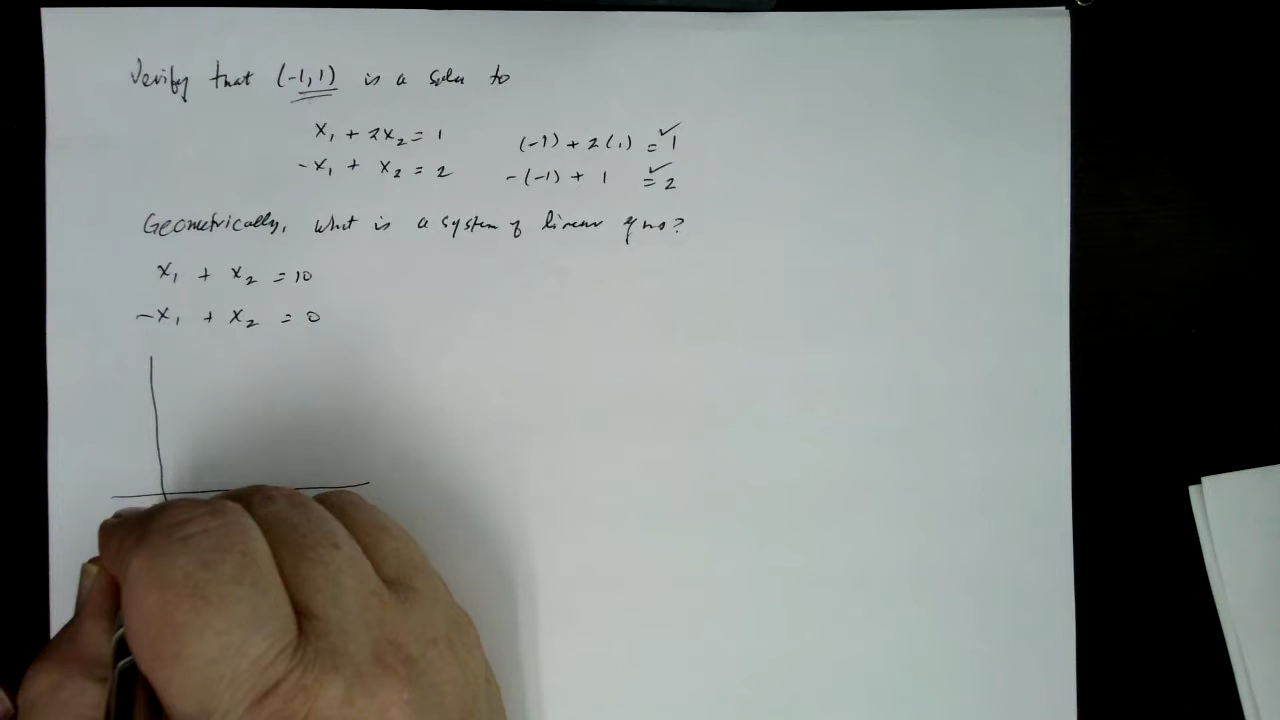 Verify that (-1,1) is a soln to
x₁ + 2x₂ = 1 (-1) + 2(1) = 1 ✓
-x₁ + x₂ = 2 -(-1) + 1 = 2 ✓
Geometrically, what is a system of linear eqns?
x₁ + x₂ = 10
-x₁ + x₂ = 0